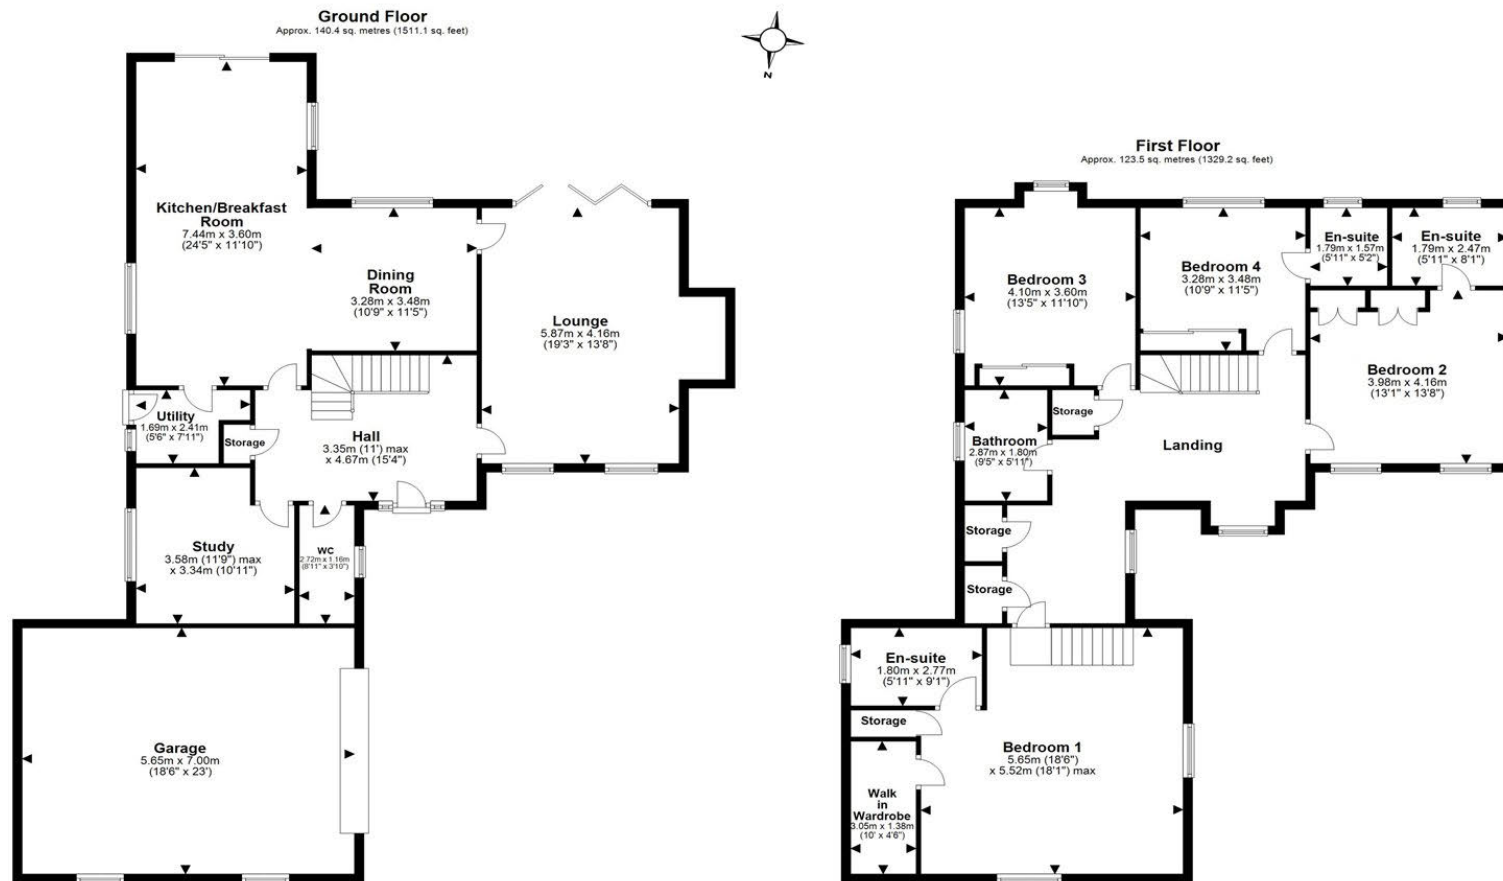 Ground Floor
Approx. 140.4 sq. metres (1511.1 sq. feet)
N
Kitchen/Breakfast
Room
7.44m x 3.60m
(24'5" x 11'10")
Dining
Room
3.28m x 3.48m
(10'9" x 11'5")
Lounge
5.87m x 4.16m
(19'3" x 13'8")
Utility
1.69m x 2.41m
(5'6" x 7'11")
Storage
Hall
3.35m (11') max
x 4.67m (15'4")
Study
3.58m (11'9") max
x 3.34m (10'11")
WC
2.72m x 1.16m
(8'11" x 3'10")
Garage
5.65m x 7.00m
(18'6" x 23')
First Floor
Approx. 123.5 sq. metres (1329.2 sq. feet)
Bedroom 3
4.10m x 3.60m
(13'5" x 11'10")
Bedroom 4
3.28m x 3.48m
(10'9" x 11'5")
En-suite
1.79m x 1.57m
(5'11" x 5'2")
En-suite
1.79m x 2.47m
(5'11" x 8'1")
Bedroom 2
3.98m x 4.16m
(13'1" x 13'8")
Storage
Bathroom
2.87m x 1.80m
(9'5" x 5'11")
Landing
Storage
Storage
En-suite
1.80m x 2.77m
(5'11" x 9'1")
Storage
Bedroom 1
5.65m (18'6")
x 5.52m (18'1") max
Walk
in
Wardrobe
3.05m x 1.38m
(10' x 4'6")